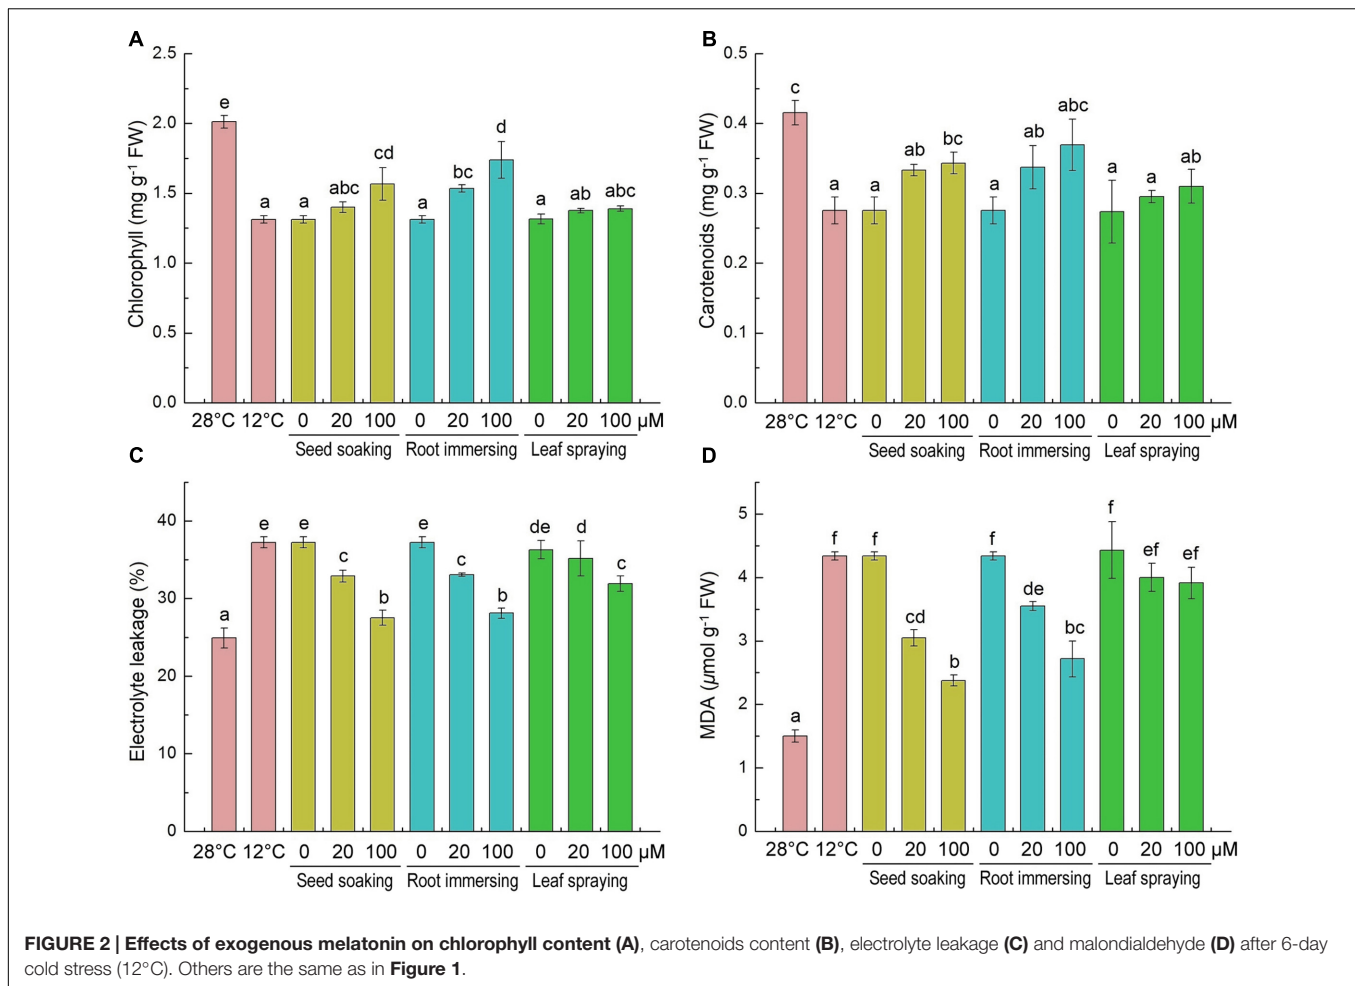 A
2.5
2.0
1.5
1.0
0.5
0.0
Chlorophyll (mg g-1 FW)
e
a
a
abc
cd
a
bc
d
a
ab
abc
28°C 12°C 0 20 100 0 20 100 0 20 100 µM
Seed soaking Root immersing Leaf spraying
B
0.5
0.4
0.3
0.2
0.1
0.0
Carotenoids (mg g-1 FW)
c
a
a
ab
bc
a
ab
abc
a
a
ab
28°C 12°C 0 20 100 0 20 100 0 20 100 µM
Seed soaking Root immersing Leaf spraying
C
40
30
20
10
0
Electrolyte leakage (%)
a
e
e
c
b
e
c
b
de
d
c
28°C 12°C 0 20 100 0 20 100 0 20 100 µM
Seed soaking Root immersing Leaf spraying
D
5
4
3
2
1
0
MDA (µmol g-1 FW)
a
f
f
cd
b
f
de
bc
f
ef
ef
28°C 12°C 0 20 100 0 20 100 0 20 100 µM
Seed soaking Root immersing Leaf spraying
FIGURE 2 | Effects of exogenous melatonin on chlorophyll content (A), carotenoids content (B), electrolyte leakage (C) and malondialdehyde (D) after 6-day
cold stress (12°C). Others are the same as in Figure 1.